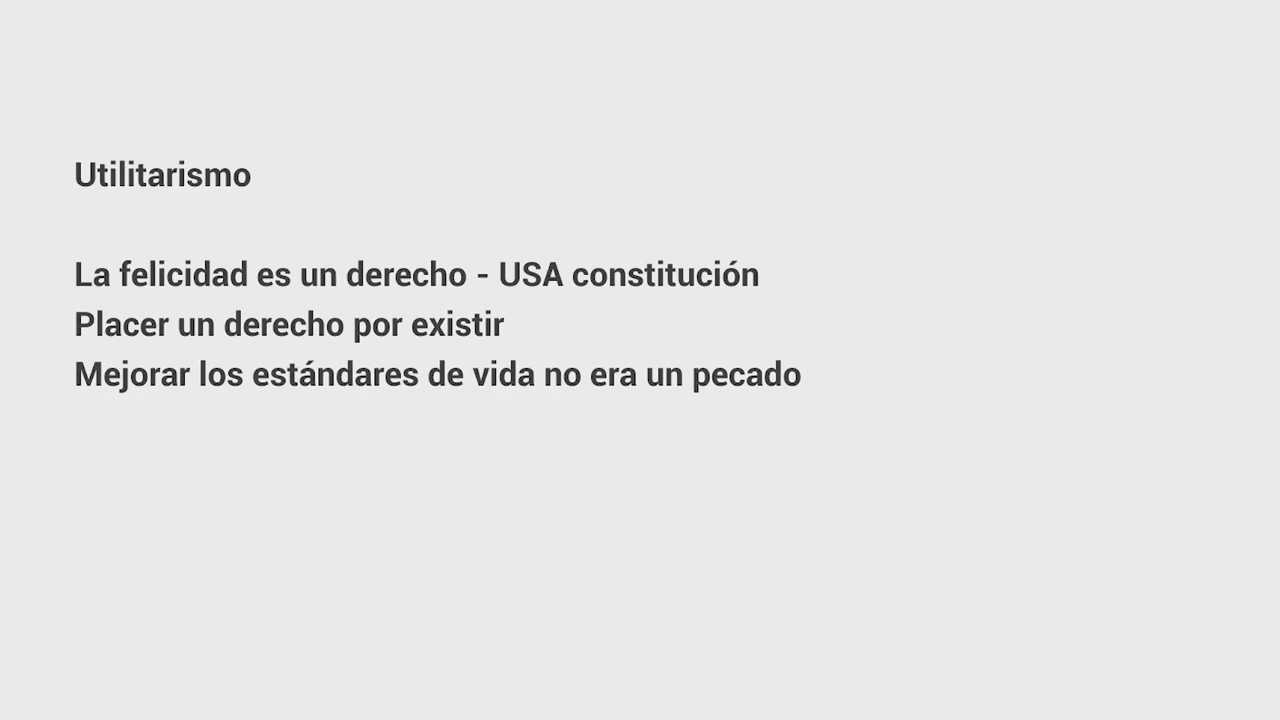 Utilitarismo
La felicidad es un derecho - USA constitución
Placer un derecho por existir
Mejorar los estándares de vida no era un pecado